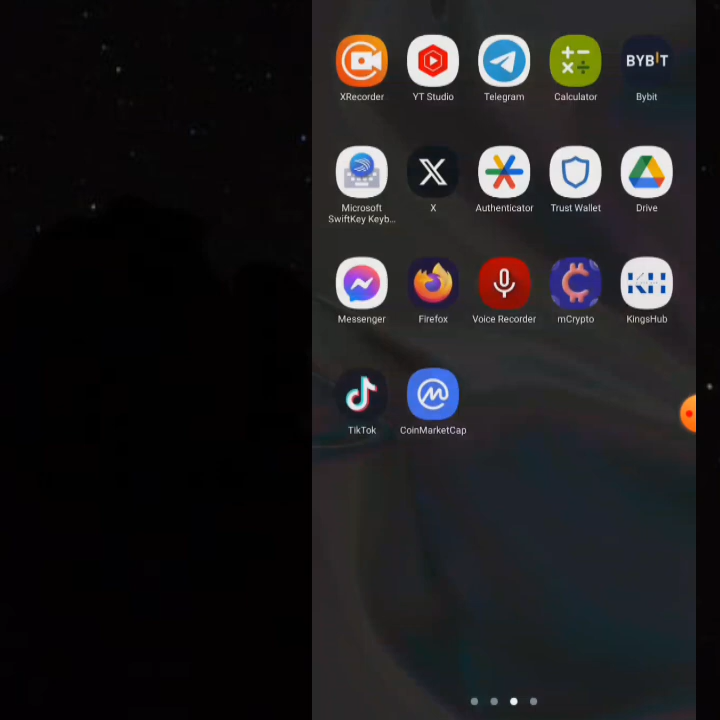 BYBIT
XRecorder
YT Studio
Telegram
Calculator
Bybit
Microsoft
SwiftKey Keyb...
X
Authenticator
Trust Wallet
Drive
KH
Messenger
Firefox
Voice Recorder
mCrypto
KingsHub
TikTok
CoinMarketCap